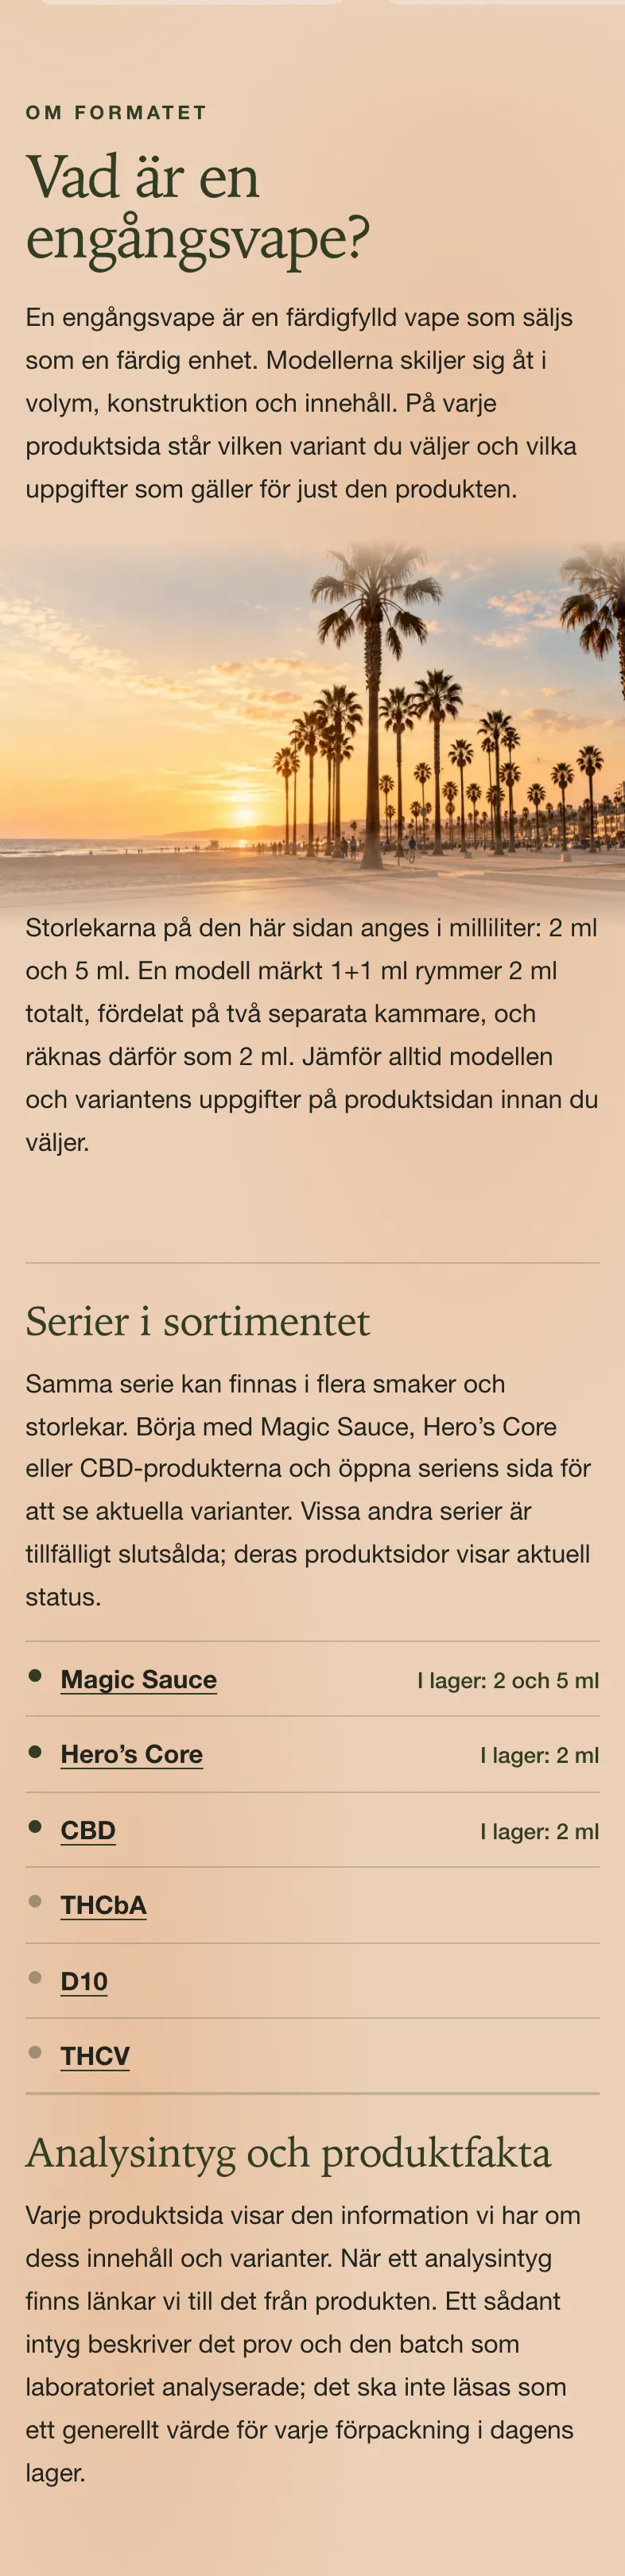 OM FORMATET
Vad är en
engångsvape?
En engångsvape är en färdigfylld vape som säljs
som en färdig enhet. Modellerna skiljer sig åt i
volym, konstruktion och innehåll. På varje
produktsida står vilken variant du väljer och vilka
uppgifter som gäller för just den produkten.
Storlekarna på den här sidan anges i milliliter: 2 ml
och 5 ml. En modell märkt 1+1 ml rymmer 2 ml
totalt, fördelat på två separata kammare, och
räknas därför som 2 ml. Jämför alltid modellen
och variantens uppgifter på produktsidan innan du
väljer.
Serier i sortimentet
Samma serie kan finnas i flera smaker och
storlekar. Börja med Magic Sauce, Hero’s Core
eller CBD-produkterna och öppna seriens sida för
att se aktuella varianter. Vissa andra serier är
tillfälligt slutsålda; deras produktsidor visar aktuell
status.
Magic Sauce I lager: 2 och 5 ml
Hero’s Core I lager: 2 ml
CBD I lager: 2 ml
THCbA
D10
THCV
Analysintyg och produktfakta
Varje produktsida visar den information vi har om
dess innehåll och varianter. När ett analysintyg
finns länkar vi till det från produkten. Ett sådant
intyg beskriver det prov och den batch som
laboratoriet analyserade; det ska inte läsas som
ett generellt värde för varje förpackning i dagens
lager.